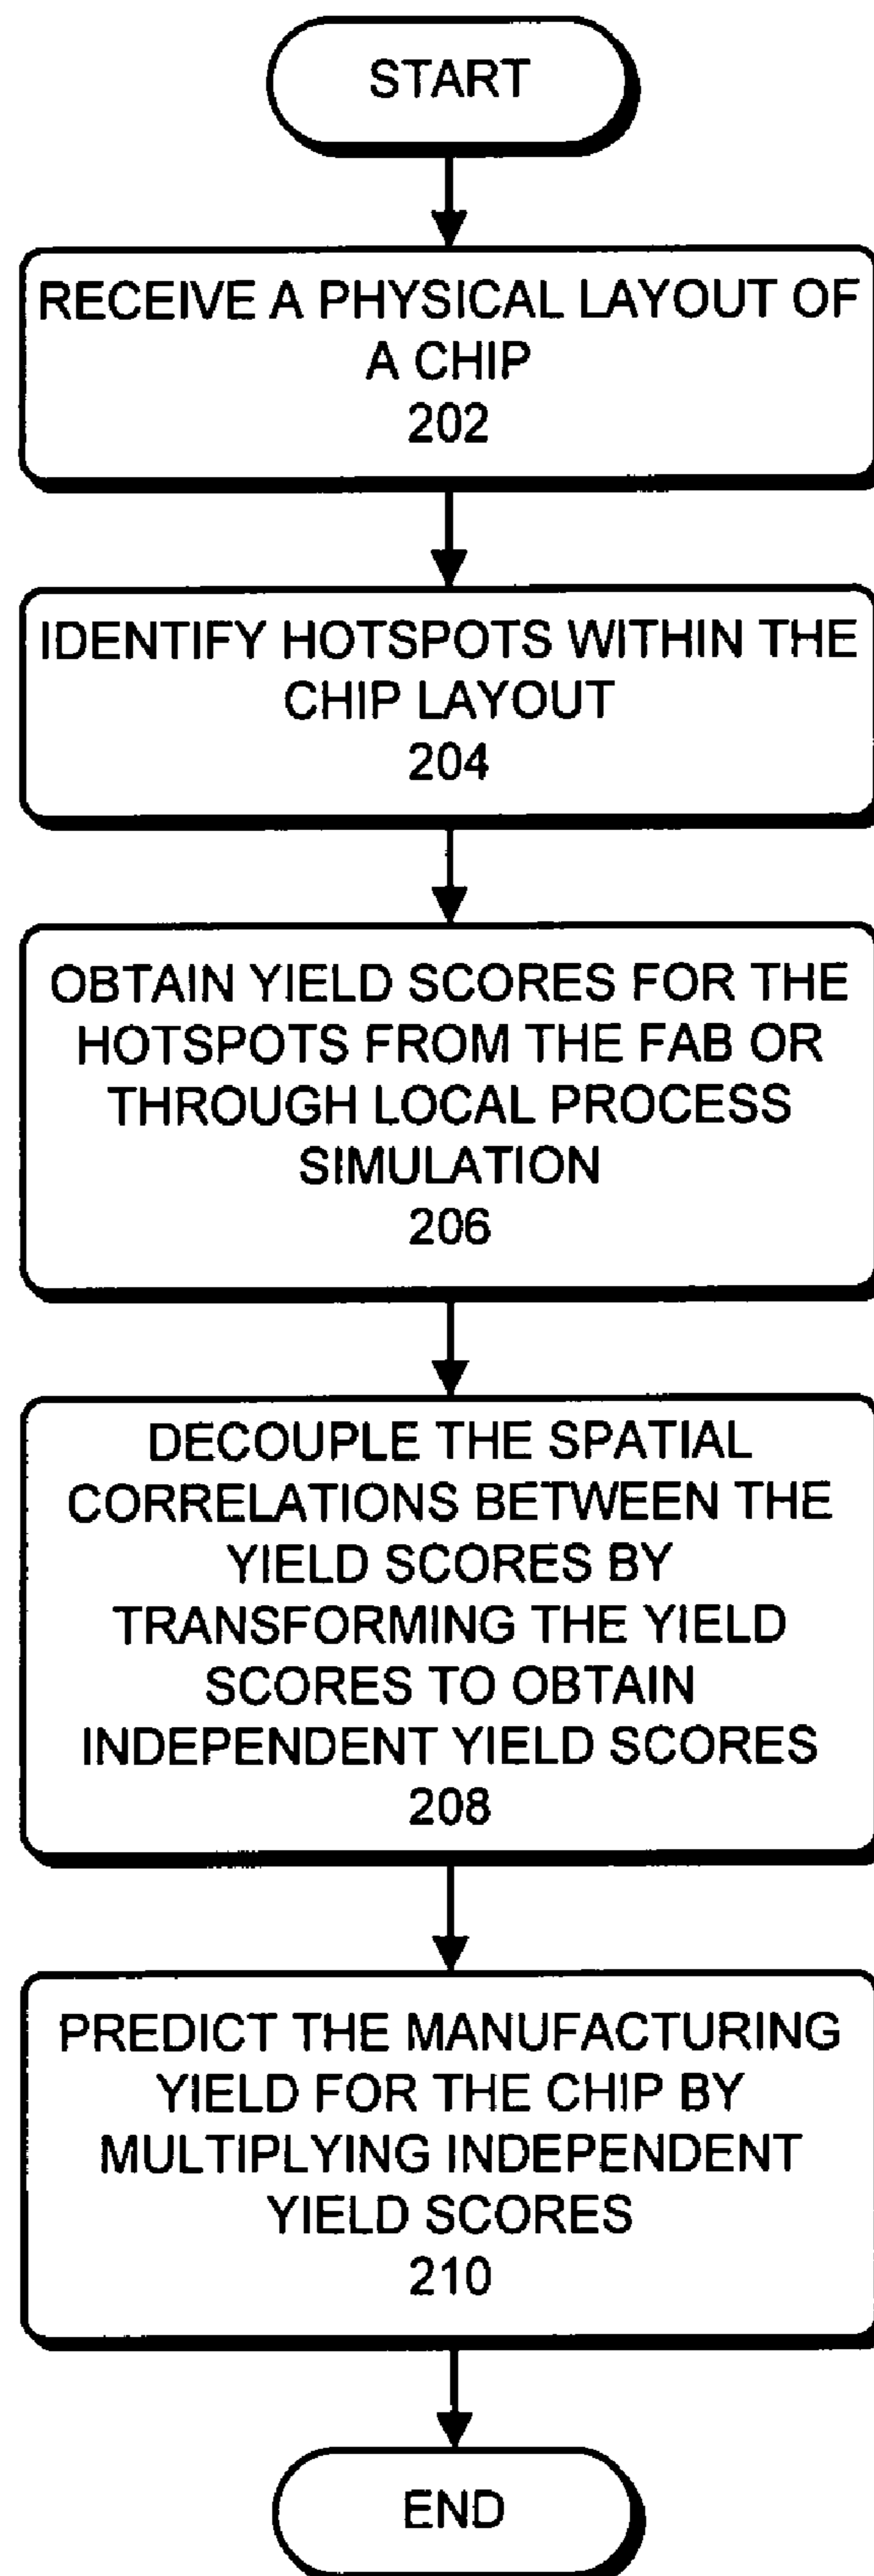 START
RECEIVE A PHYSICAL LAYOUT OF
A CHIP
202
IDENTIFY HOTSPOTS WITHIN THE
CHIP LAYOUT
204
OBTAIN YIELD SCORES FOR THE
HOTSPOTS FROM THE FAB OR
THROUGH LOCAL PROCESS
SIMULATION
206
DECOUPLE THE SPATIAL
CORRELATIONS BETWEEN THE
YIELD SCORES BY
TRANSFORMING THE YIELD
SCORES TO OBTAIN
INDEPENDENT YIELD SCORES
208
PREDICT THE MANUFACTURING
YIELD FOR THE CHIP BY
MULTIPLYING INDEPENDENT
YIELD SCORES
210
END